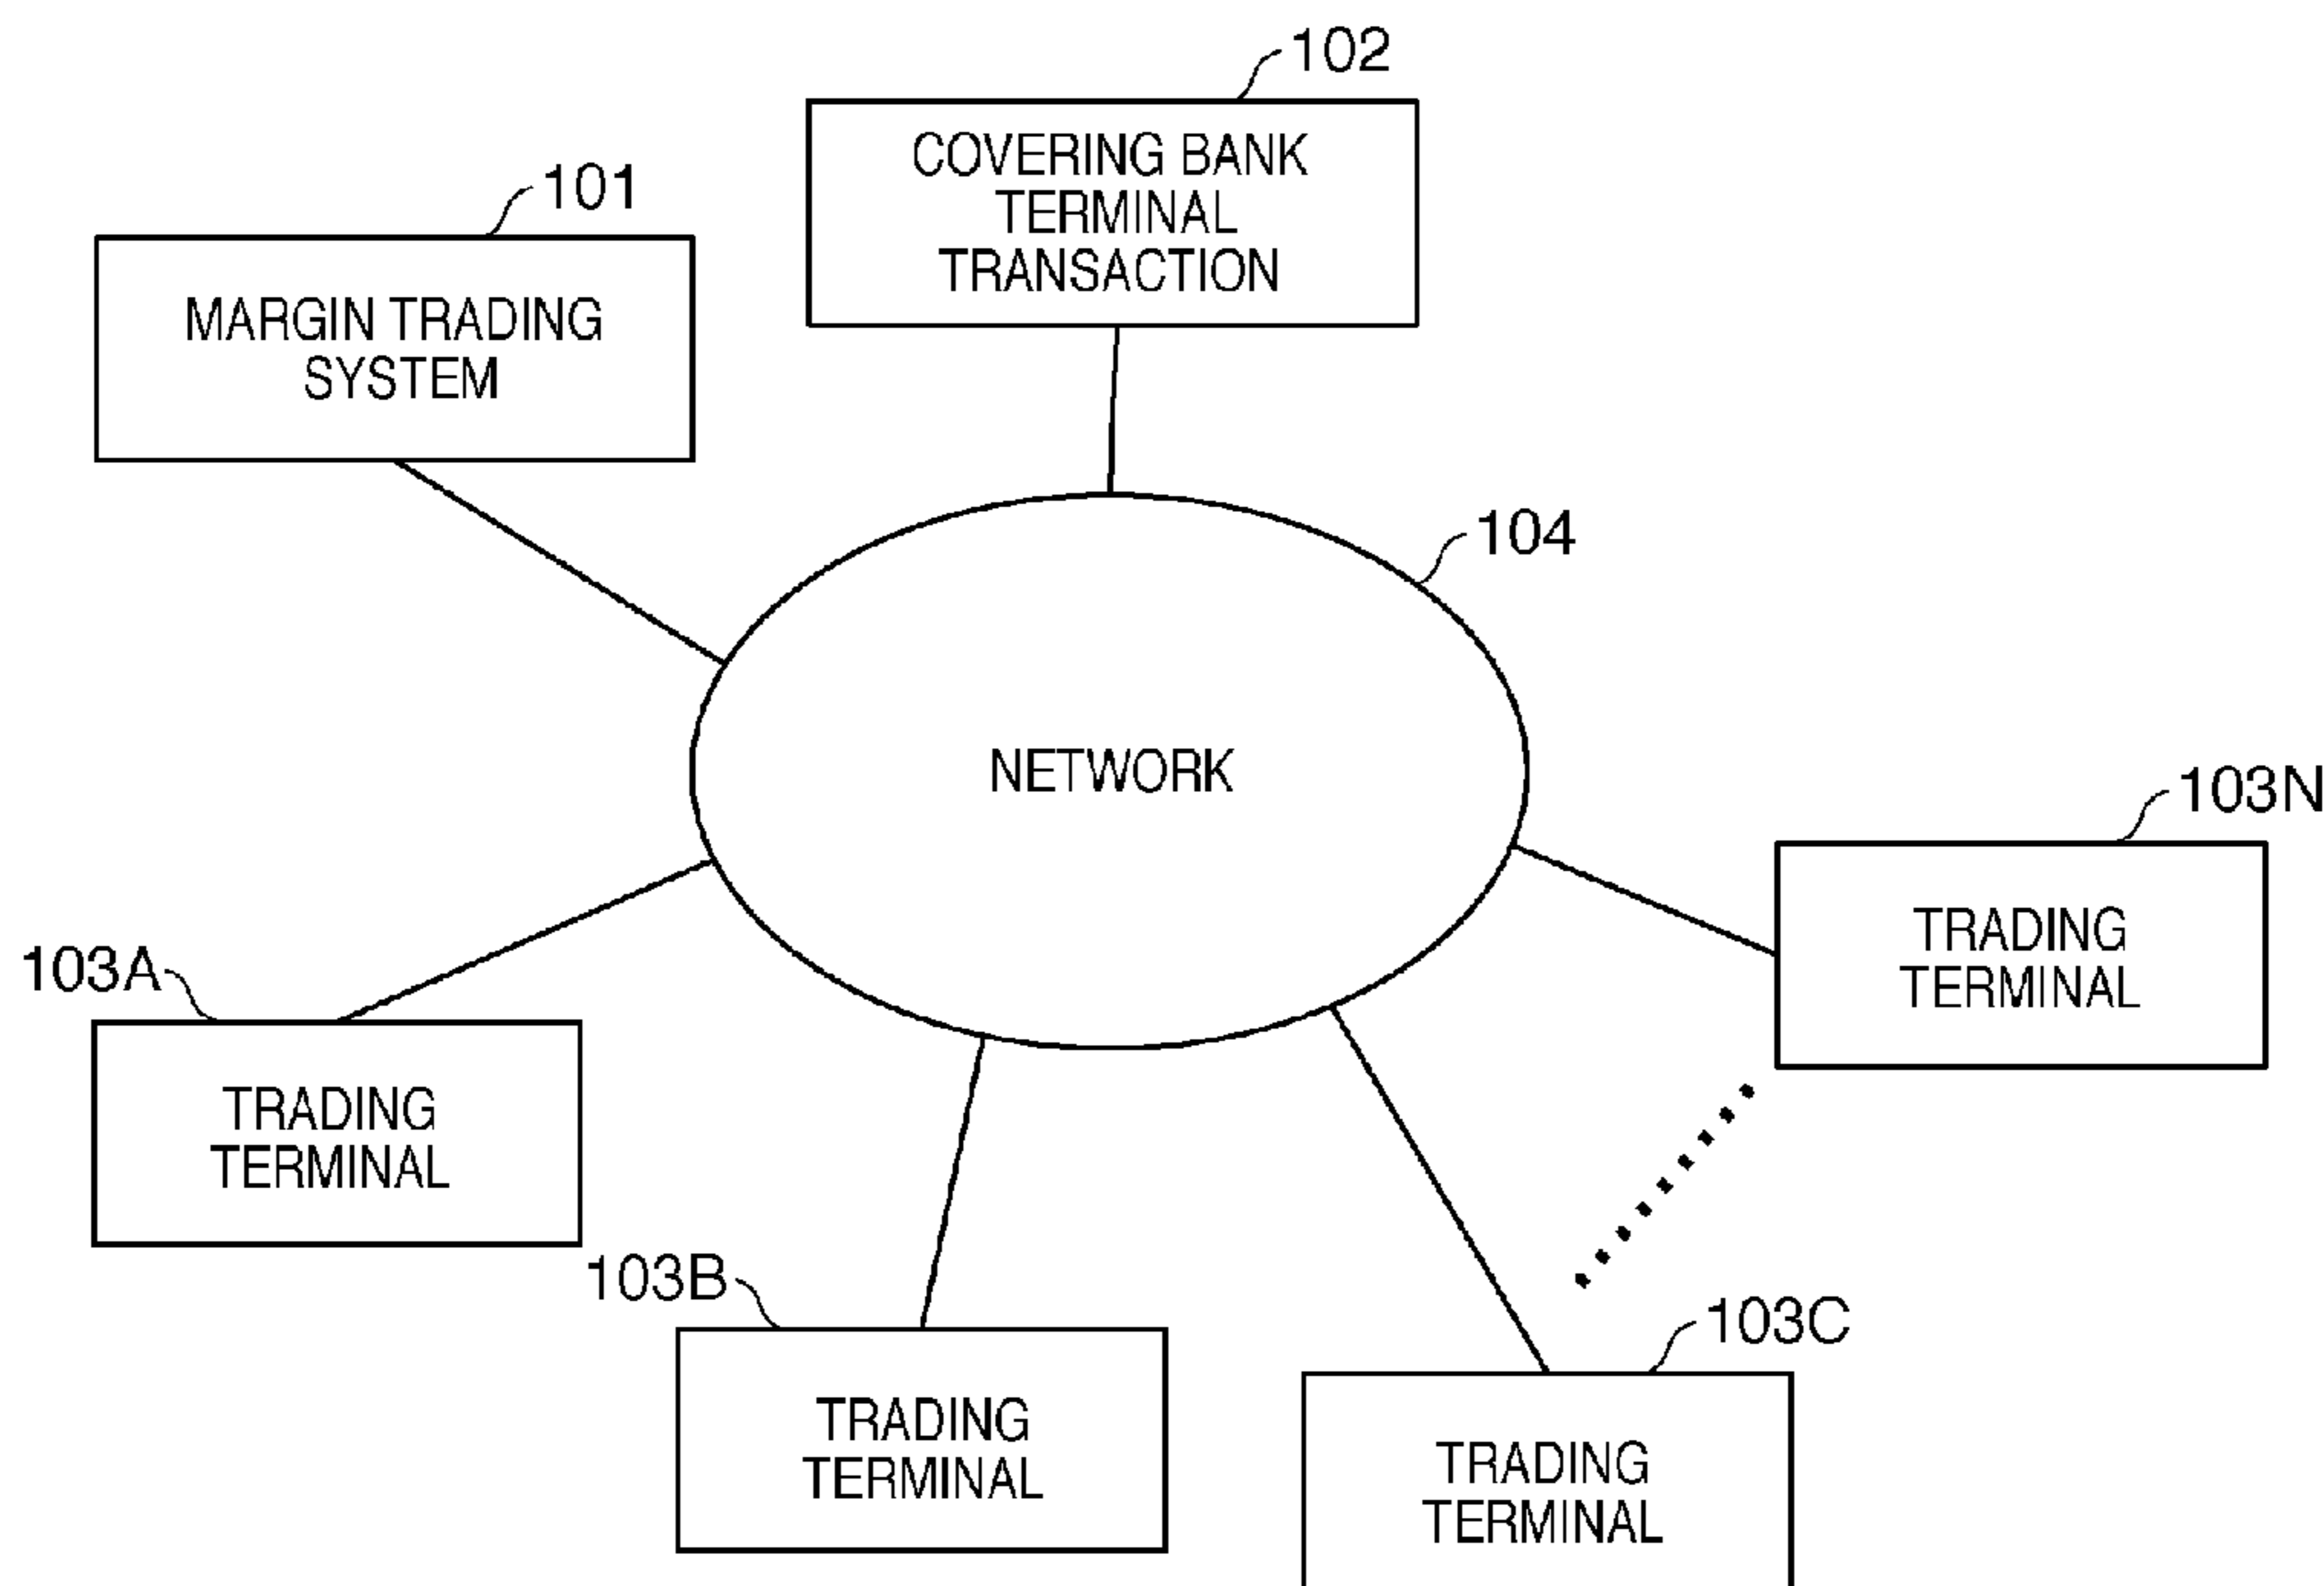 102
COVERING BANK
TERMINAL
TRANSACTION
101
MARGIN TRADING
SYSTEM
104
NETWORK
103N
TRADING
TERMINAL
103A
TRADING
TERMINAL
103B
TRADING
TERMINAL
103C
TRADING
TERMINAL